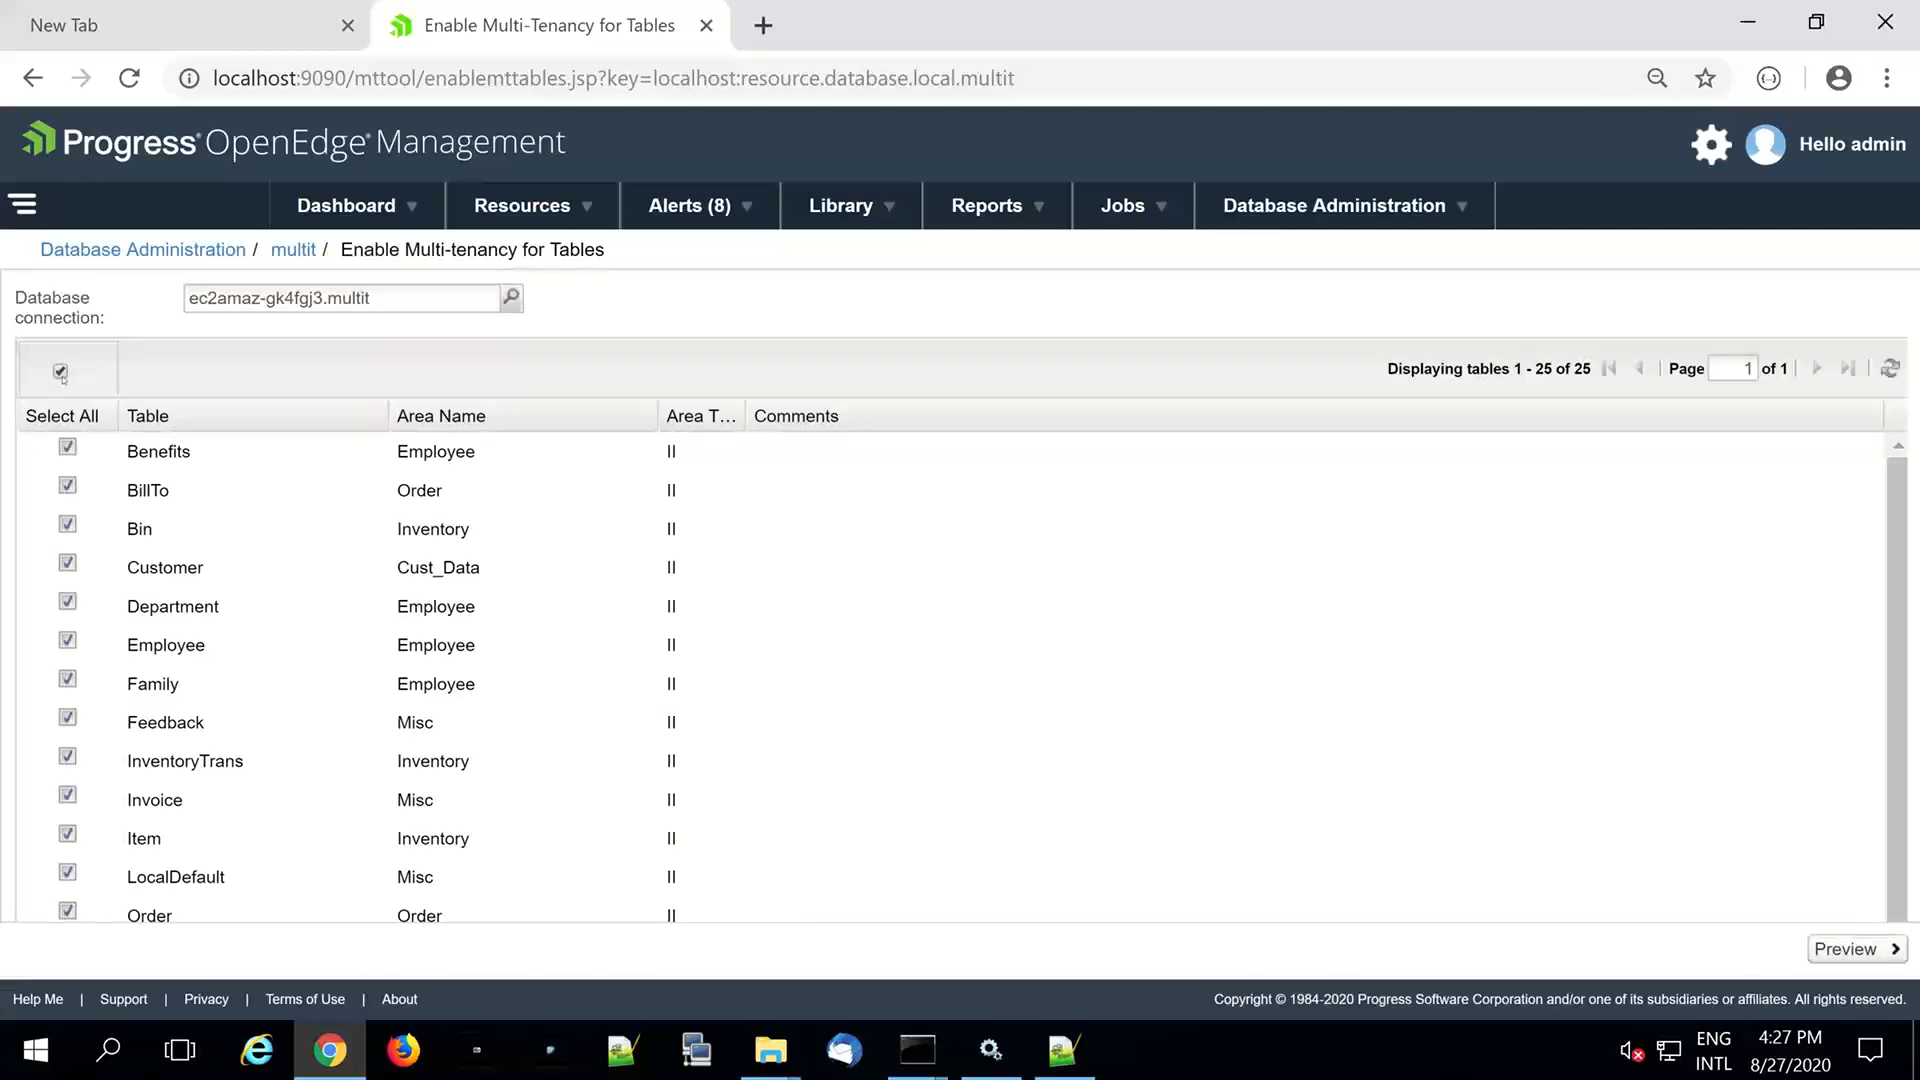 New Tab
Enable Multi-Tenancy for Tables
localhost:9090/mttool/enablemttables.jsp?key=localhost:resource.database.local.multit
Progress OpenEdge Management
Hello admin
Dashboard
Resources
Alerts (8)
Library
Reports
Jobs
Database Administration
Database Administration / multit / Enable Multi-tenancy for Tables
Database connection:
ec2amaz-gk4fgj3.multit
Displaying tables 1 - 25 of 25
Page 1 of 1
Select All Table Area Name Area T... Comments
Benefits Employee II
BillTo Order II
Bin Inventory II
Customer Cust_Data II
Department Employee II
Employee Employee II
Family Employee II
Feedback Misc II
InventoryTrans Inventory II
Invoice Misc II
Item Inventory II
LocalDefault Misc II
Order Order II
Preview
Help Me | Support | Privacy | Terms of Use | About
Copyright © 1984-2020 Progress Software Corporation and/or one of its subsidiaries or affiliates. All rights reserved.
ENG
INTL
4:27 PM
8/27/2020